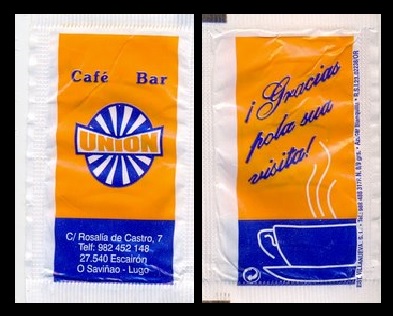 Café Bar
UNION
C/ Rosalía de Castro, 7
Telf: 982 452 148
27.540 Escairón
O Saviñao - Lugo
¡Gracias
pola sua
visita!